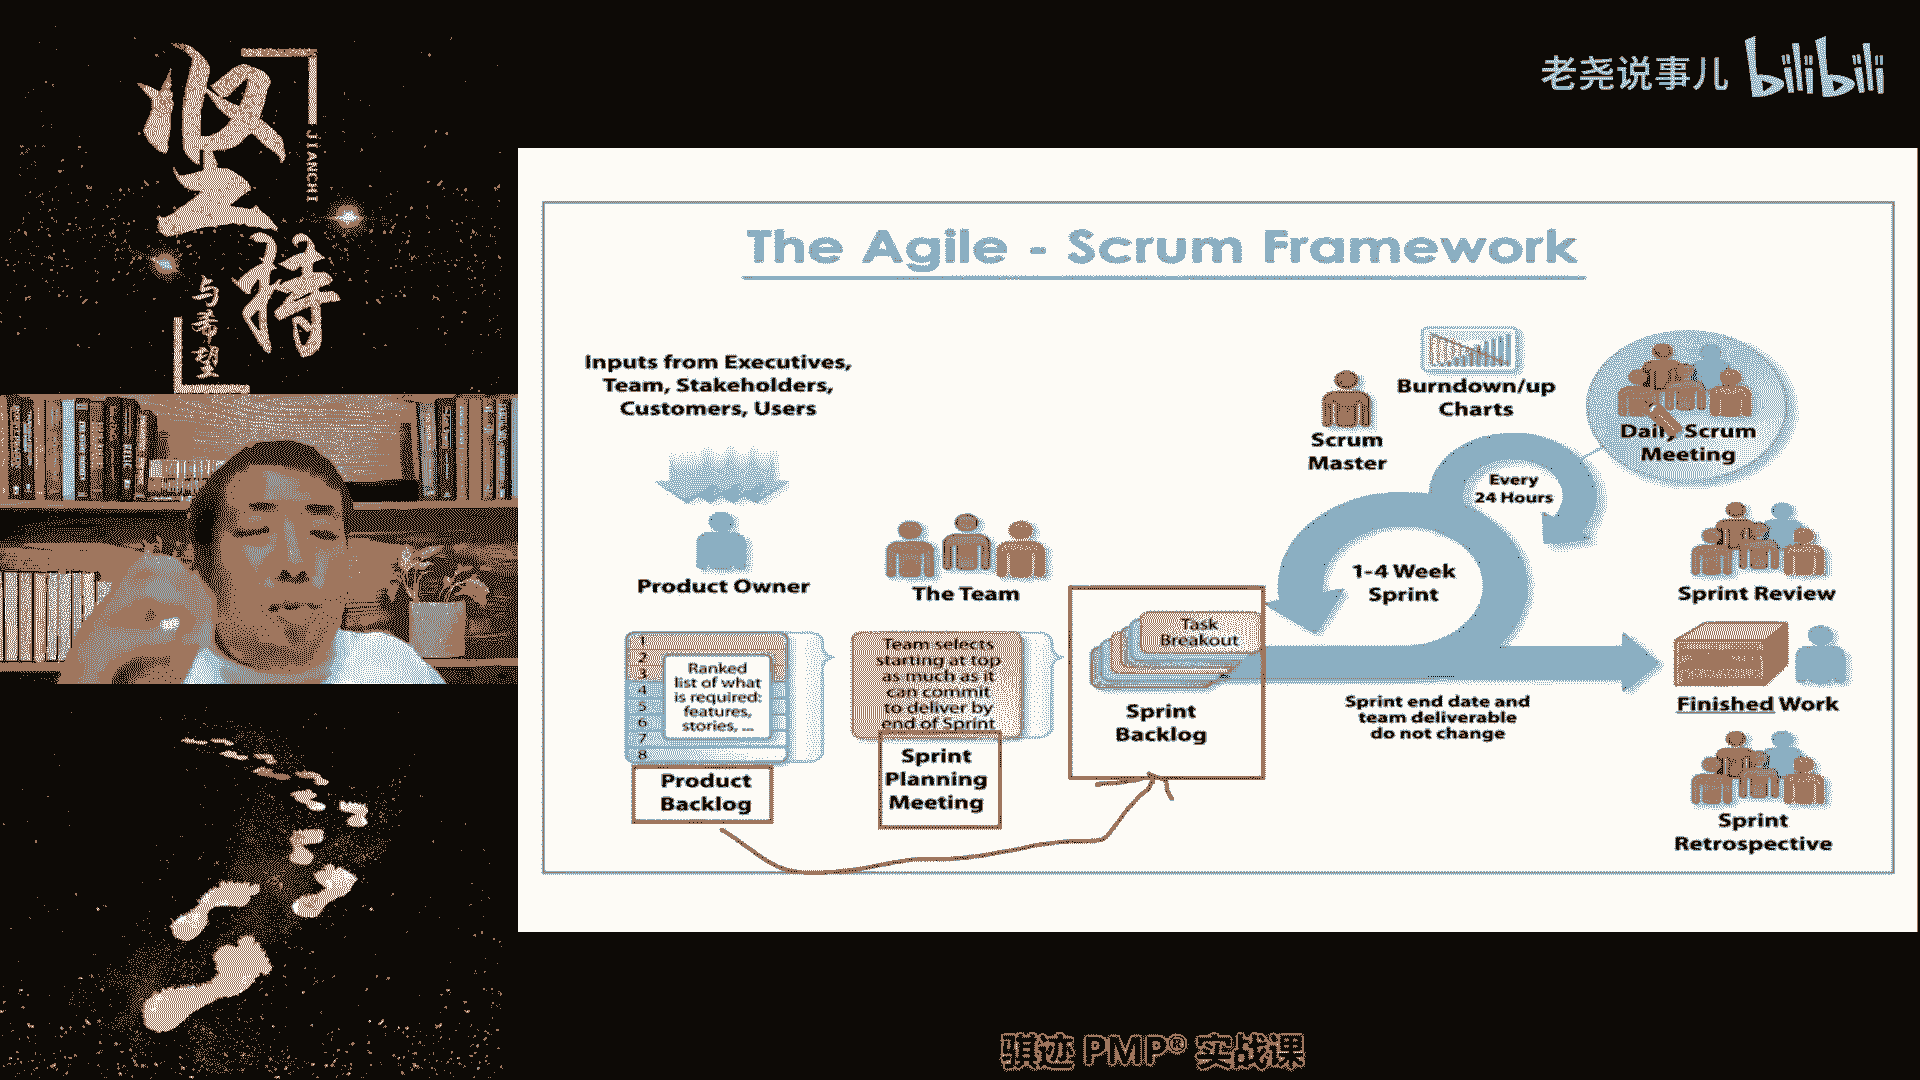 坚持
JIANCHI
与希望
老尧说事儿 bilibili
The Agile - Scrum Framework
Inputs from Executives,
Team, Stakeholders,
Customers, Users
Product Owner
1
2
3
4
5
6
7
8
Ranked
list of what
is required:
features,
stories, ...
Product
Backlog
The Team
Team selects
starting at top
as much as it
can commit
to deliver by
end of Sprint
Sprint
Planning
Meeting
Task
Breakout
Sprint
Backlog
Scrum
Master
Burndown/up
Charts
Every
24 Hours
1-4 Week
Sprint
Sprint end date and
team deliverable
do not change
Daily Scrum
Meeting
Sprint Review
Finished Work
Sprint
Retrospective
骐迹 PMP® 实战课